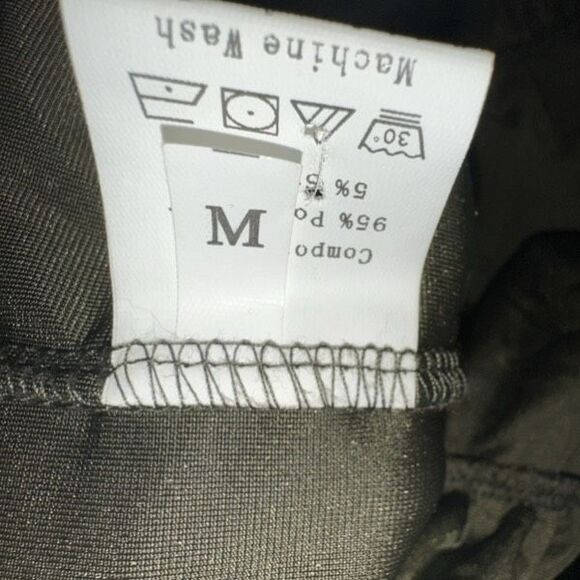 Compo
95% Po
5% S
30°
Machine Wash
M